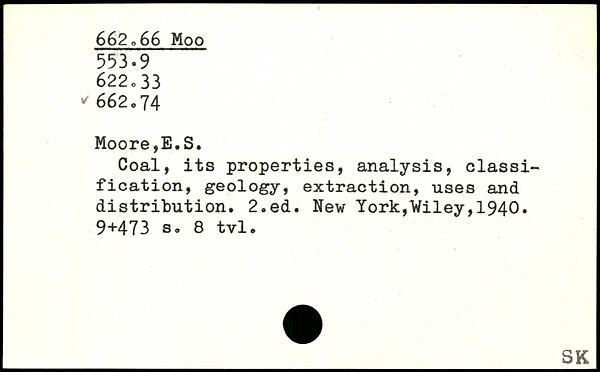 662.66 Moo
553.9
622.33
✓ 662.74
Moore,E.S.
Coal, its properties, analysis, classi-
fication, geology, extraction, uses and
distribution. 2.ed. New York,Wiley,1940.
9+473 s. 8 tvl.
SK